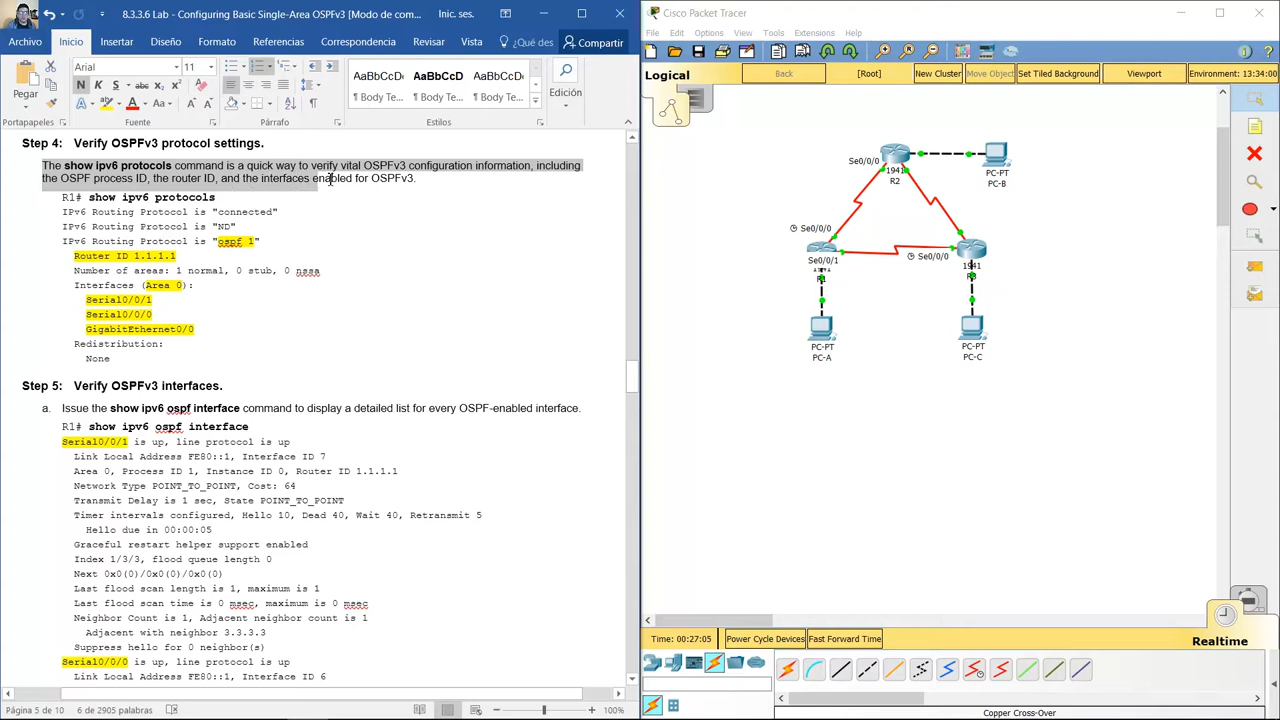 8.3.3.6 Lab - Configuring Basic Single-Area OSPFv3
Inic. ses.
Archivo Inicio Insertar Diseño Formato Referencias Correspondencia Revisar Vista ¿Qué des Compartir
Arial 11
Pegar
N K S abc X₂ X²
AaBbCcD AaBbCcD AaBbCcD
¶ Body Te... ¶ Body Te... ¶ Body Te...
Edición
Portapapeles Fuente Párrafo Estilos
Step 4: Verify OSPFv3 protocol settings.
The show ipv6 protocols command is a quick way to verify vital OSPFv3 configuration information, including
the OSPF process ID, the router ID, and the interfaces enabled for OSPFv3.
R1# show ipv6 protocols
IPv6 Routing Protocol is "connected"
IPv6 Routing Protocol is "ND"
IPv6 Routing Protocol is "ospf 1"
Router ID 1.1.1.1
Number of areas: 1 normal, 0 stub, 0 nssa
Interfaces (Area 0):
Serial0/0/1
Serial0/0/0
GigabitEthernet0/0
Redistribution:
None
Step 5: Verify OSPFv3 interfaces.
a. Issue the show ipv6 ospf interface command to display a detailed list for every OSPF-enabled interface.
R1# show ipv6 ospf interface
Serial0/0/1 is up, line protocol is up
Link Local Address FE80::1, Interface ID 7
Area 0, Process ID 1, Instance ID 0, Router ID 1.1.1.1
Network Type POINT_TO_POINT, Cost: 64
Transmit Delay is 1 sec, State POINT_TO_POINT
Timer intervals configured, Hello 10, Dead 40, Wait 40, Retransmit 5
Hello due in 00:00:05
Graceful restart helper support enabled
Index 1/3/3, flood queue length 0
Next 0x0(0)/0x0(0)/0x0(0)
Last flood scan length is 1, maximum is 1
Last flood scan time is 0 msec, maximum is 0 msec
Neighbor Count is 1, Adjacent neighbor count is 1
Adjacent with neighbor 3.3.3.3
Suppress hello for 0 neighbor(s)
Serial0/0/0 is up, line protocol is up
Link Local Address FE80::1, Interface ID 6
Página 5 de 10 6 de 2905 palabras 100%
Cisco Packet Tracer
File Edit Options View Tools Extensions Help
Logical Back [Root] New Cluster Move Object Set Tiled Background Viewport Environment: 13:34:00
Se0/0/0
1941
R2
PC-PT
PC-B
Se0/0/0
Se0/0/1
R1
Se0/0/0
1941
R3
PC-PT
PC-A
PC-PT
PC-C
Time: 00:27:05 Power Cycle Devices Fast Forward Time
Realtime
Copper Cross-Over